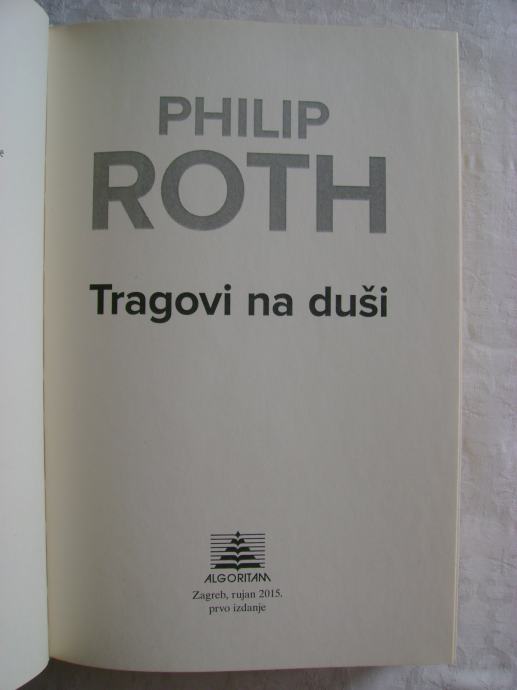 PHILIP
ROTH
Tragovi na duši
ALGORITAM
Zagreb, rujan 2015.
prvo izdanje